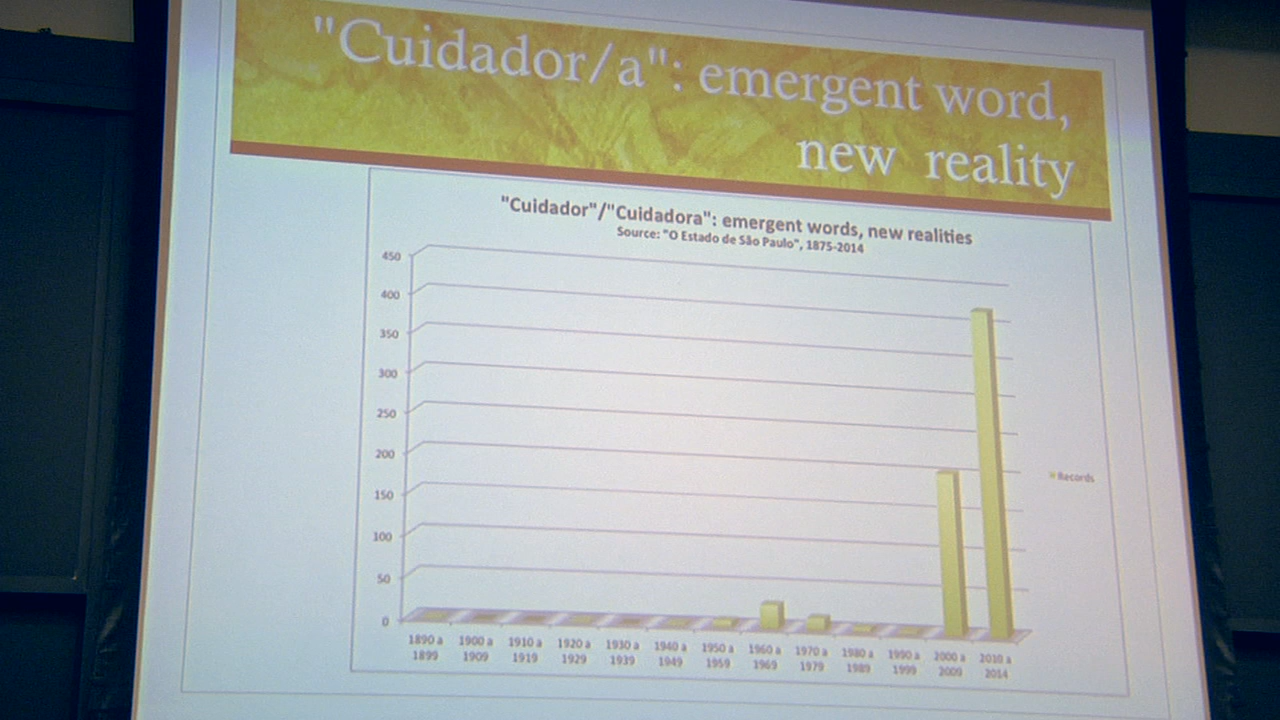 "Cuidador/a": emergent word,
new reality
"Cuidador"/"Cuidadora": emergent words, new realities
Source: "O Estado de São Paulo", 1875-2014
450
400
350
300
250
200
150
100
50
0
1890 a 1900 a 1910 a 1920 a 1930 a 1940 a 1950 a 1960 a 1970 a 1980 a 1990 a 2000 a 2010 a
1899 1909 1919 1929 1939 1949 1959 1969 1979 1989 1999 2009 2014
Records